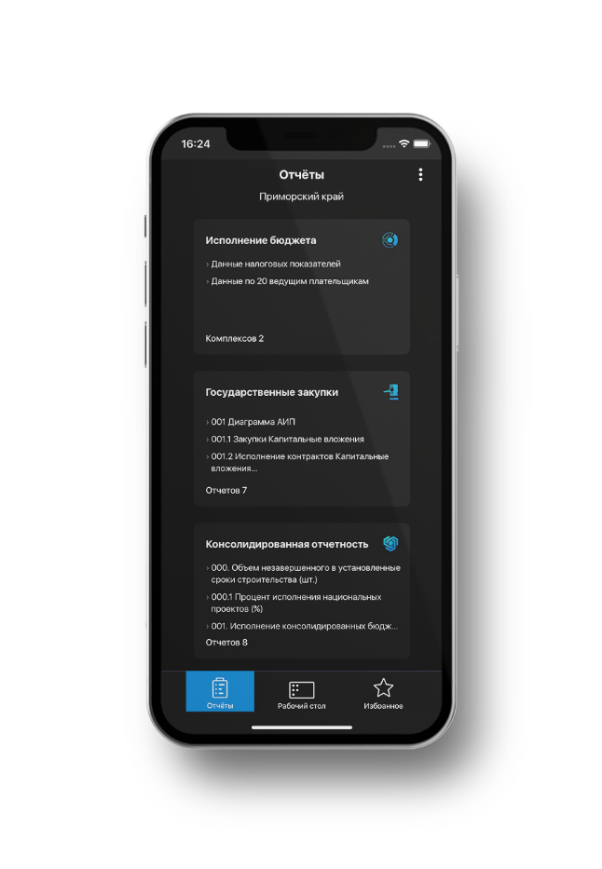 16:24
Отчёты
Приморский край
Исполнение бюджета
› Данные налоговых показателей
› Данные по 20 ведущим плательщикам
Комплексов 2
Государственные закупки
› 001 Диаграмма АИП
› 001.1 Закупки Капитальные вложения
› 001.2 Исполнение контрактов Капитальные
вложения...
Отчетов 7
Консолидированная отчетность
› 000. Объем незавершенного в установленные
сроки строительства (шт.)
› 000.1 Процент исполнения национальных
проектов (%)
› 001. Исполнение консолидированных бюдж...
Отчетов 8
Отчёты
Рабочий стол
Избранное